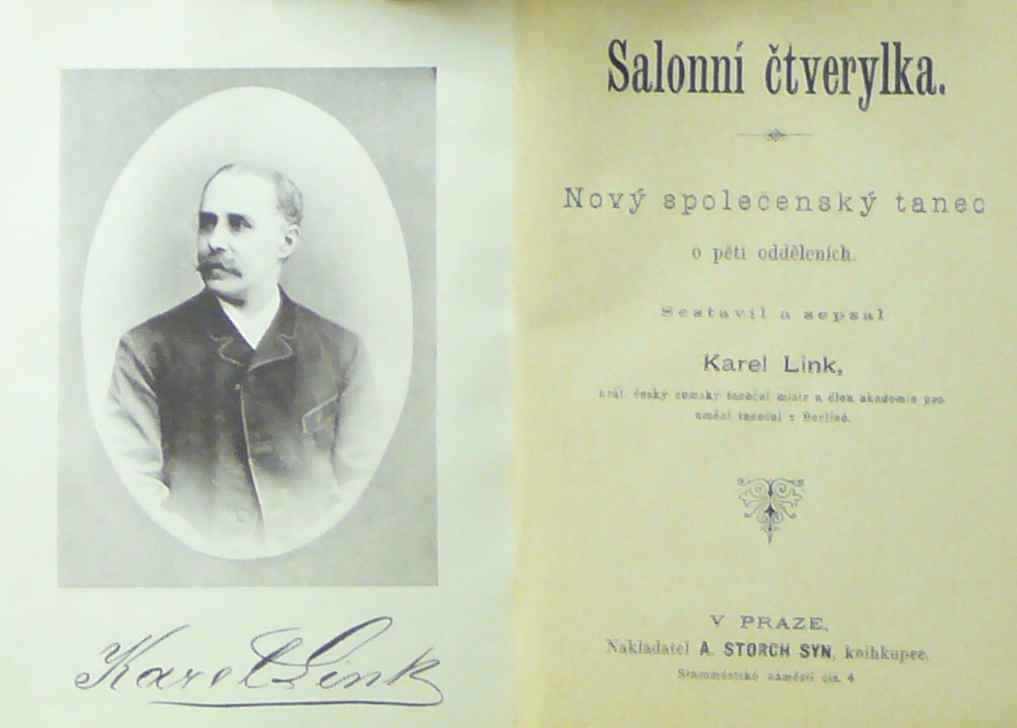 Karel Link
Salonní čtverylka.
Nový společenský tanec
o pěti odděleních.
Sestavil a sepsal
Karel Link,
král. český zemský taneční mistr a člen akademie pro
umění taneční v Berlíně.
V PRAZE.
Nakladatel A. STORCH SYN, knihkupec.
Staroměstské náměstí čís. 4